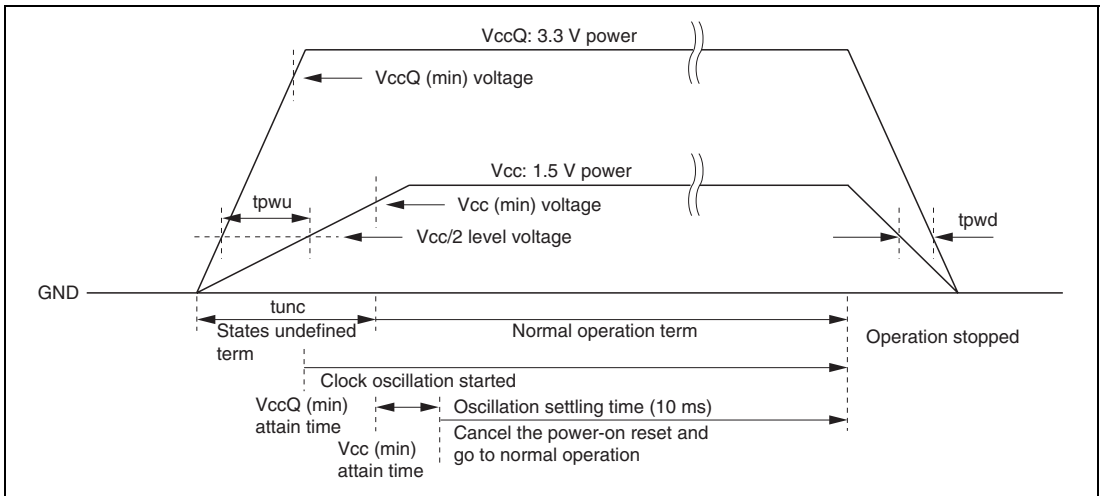 VccQ: 3.3 V power
VccQ (min) voltage
Vcc: 1.5 V power
tpwu
Vcc (min) voltage
Vcc/2 level voltage
tpwd
GND
tunc
States undefined
term
Normal operation term
Operation stopped
Clock oscillation started
VccQ (min)
attain time
Oscillation settling time (10 ms)
Cancel the power-on reset and
go to normal operation
Vcc (min)
attain time